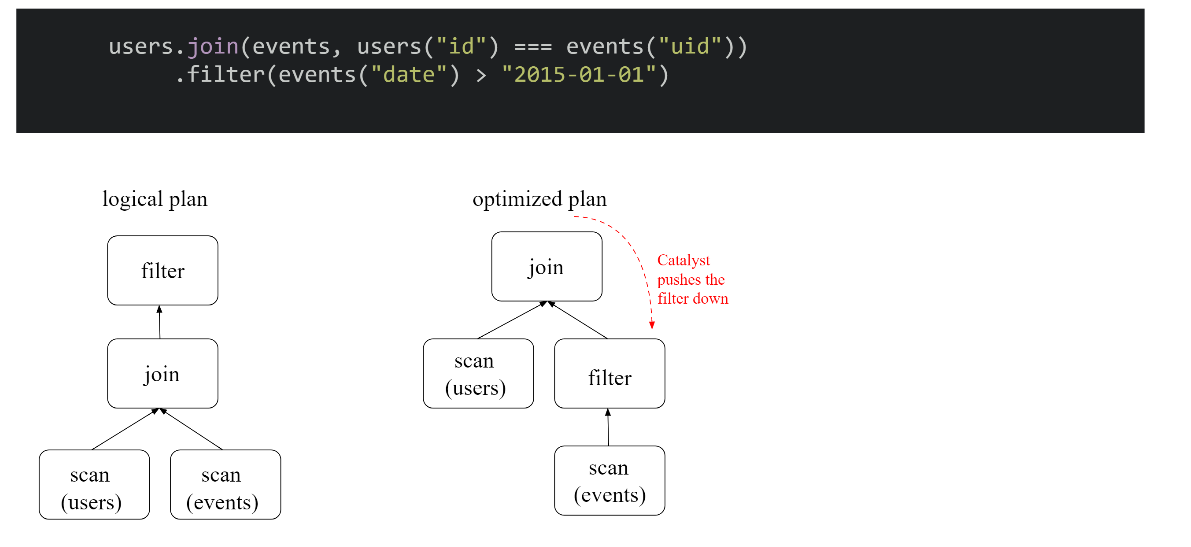 users.join(events, users("id") === events("uid"))
.filter(events("date") > "2015-01-01")
logical plan
filter
join
scan
(users)
scan
(events)
optimized plan
join
Catalyst
pushes the
filter down
scan
(users)
filter
scan
(events)